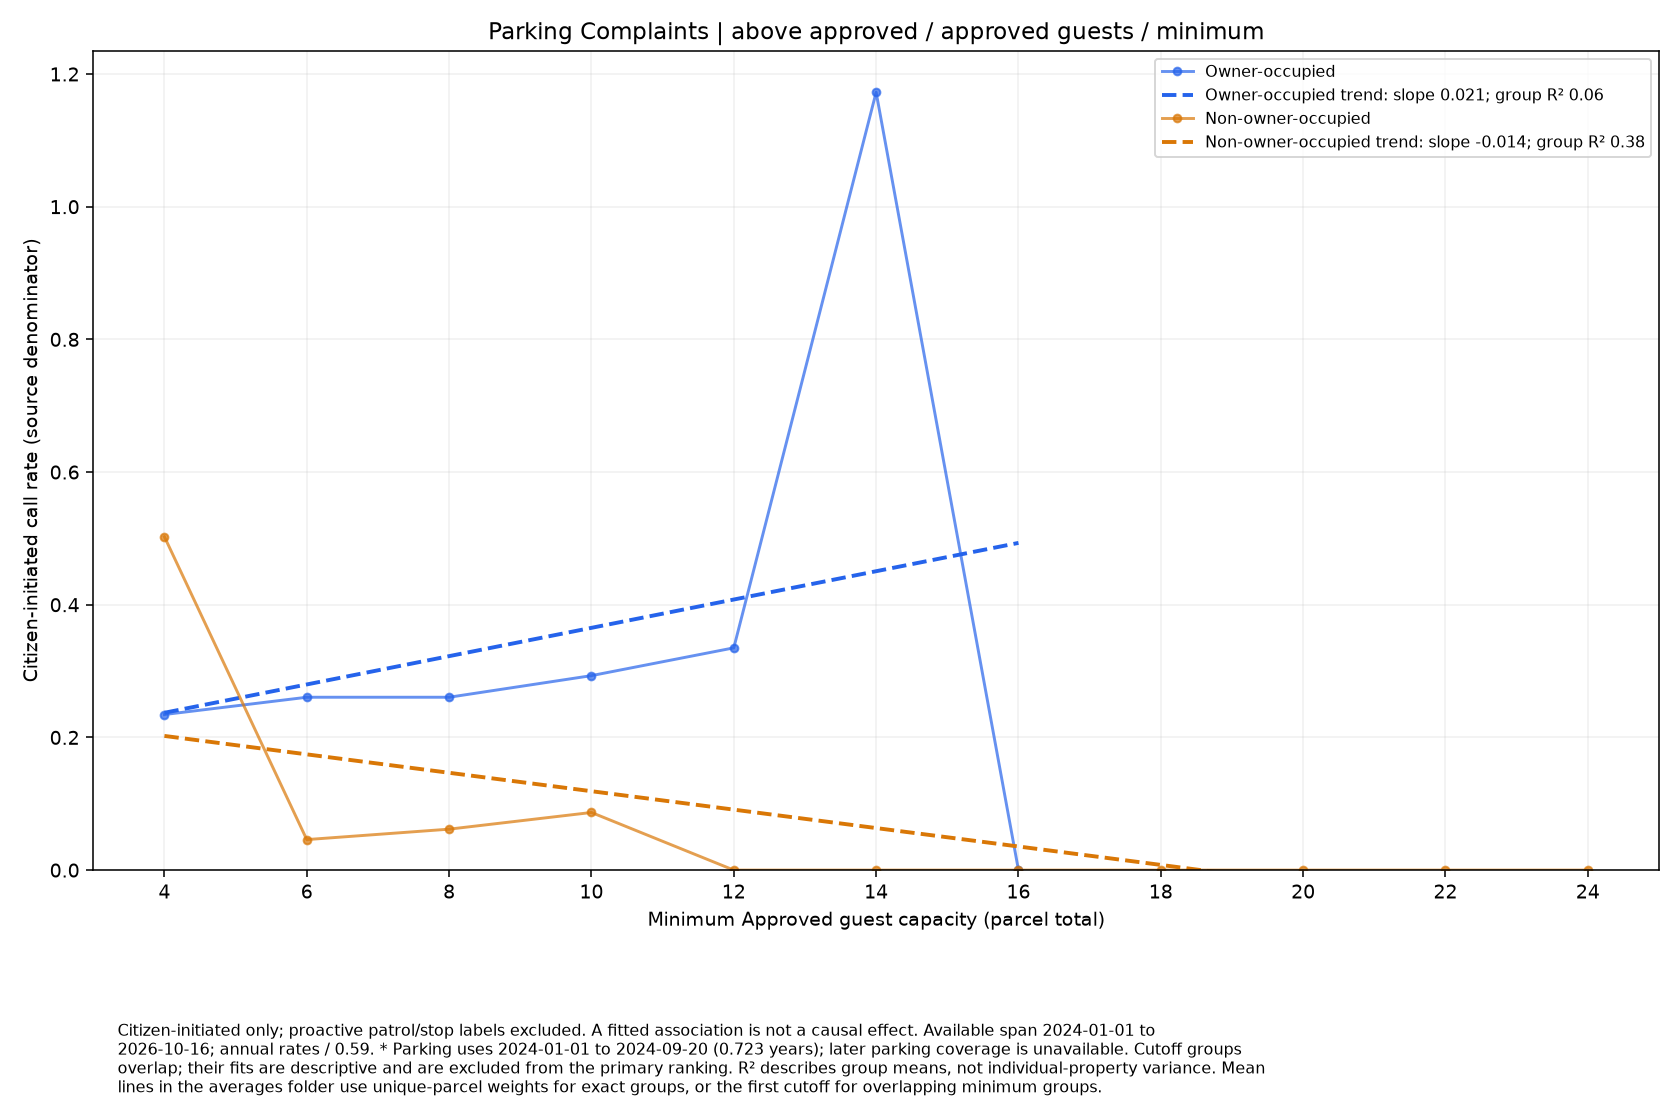 Parking Complaints | above approved / approved guests / minimum
Owner-occupied
Owner-occupied trend: slope 0.021; group R² 0.06
Non-owner-occupied
Non-owner-occupied trend: slope -0.014; group R² 0.38
Citizen-initiated call rate (source denominator)
1.2
1.0
0.8
0.6
0.4
0.2
0.0
4 6 8 10 12 14 16 18 20 22 24
Minimum Approved guest capacity (parcel total)
Citizen-initiated only; proactive patrol/stop labels excluded. A fitted association is not a causal effect. Available span 2024-01-01 to
2026-10-16; annual rates / 0.59. * Parking uses 2024-01-01 to 2024-09-20 (0.723 years); later parking coverage is unavailable. Cutoff groups
overlap; their fits are descriptive and are excluded from the primary ranking. R² describes group means, not individual-property variance. Mean
lines in the averages folder use unique-parcel weights for exact groups, or the first cutoff for overlapping minimum groups.